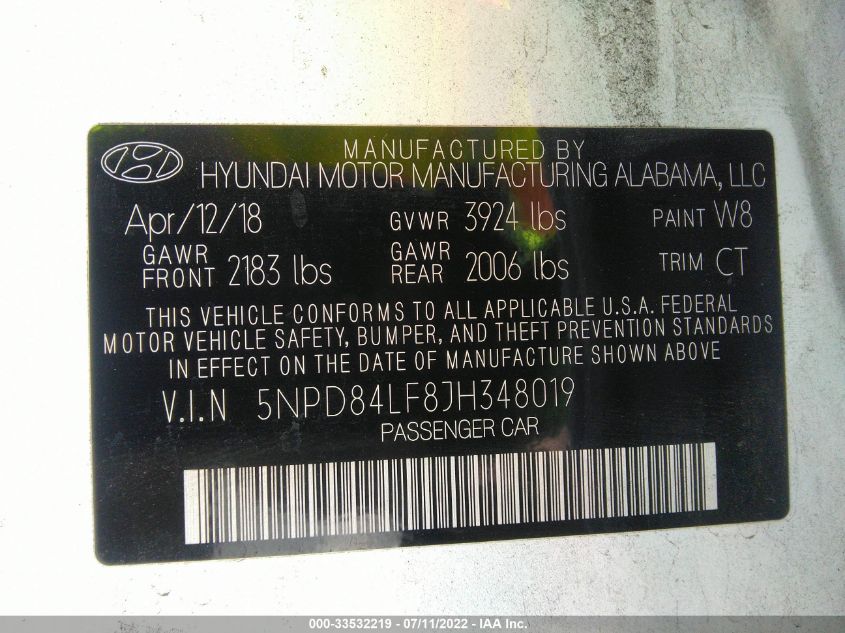 MANUFACTURED BY
HYUNDAI MOTOR MANUFACTURING ALABAMA, LLC
Apr/12/18 GVWR 3924 lbs PAINT W8
GAWR FRONT 2183 lbs GAWR REAR 2006 lbs TRIM CT
THIS VEHICLE CONFORMS TO ALL APPLICABLE U.S.A. FEDERAL
MOTOR VEHICLE SAFETY, BUMPER, AND THEFT PREVENTION STANDARDS
IN EFFECT ON THE DATE OF MANUFACTURE SHOWN ABOVE
V.I.N 5NPD84LF8JH348019
PASSENGER CAR
000-33532219 - 07/11/2022 - IAA Inc.